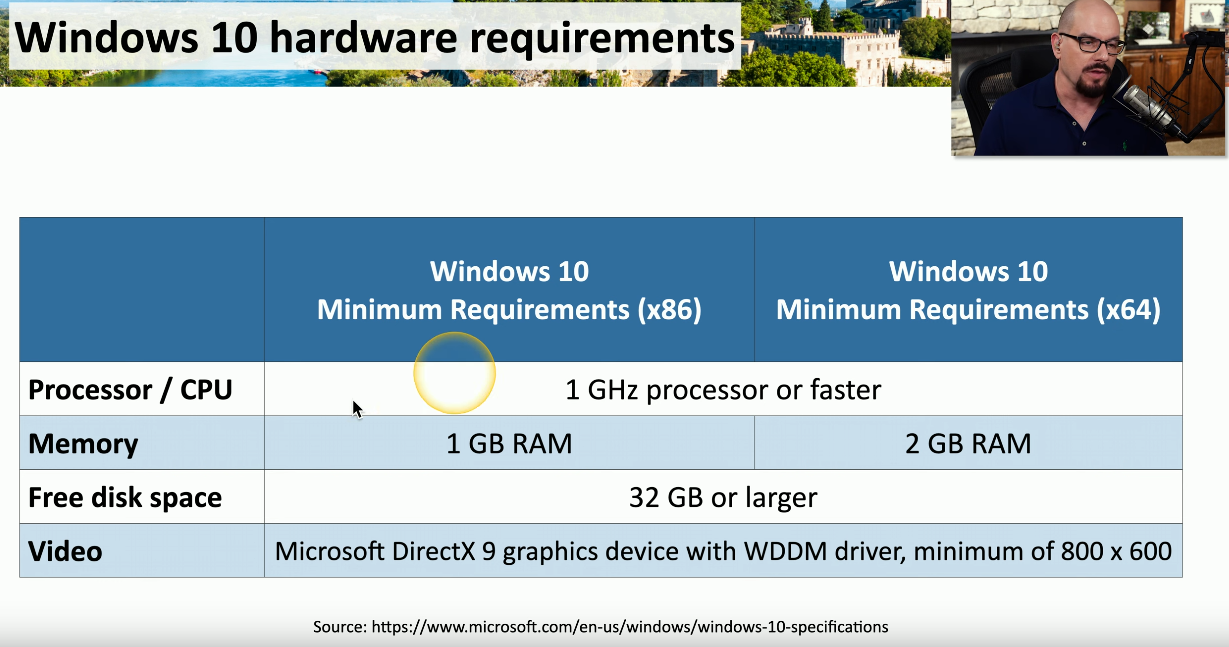 Windows 10 hardware requirements
Windows 10
Minimum Requirements (x86)
Windows 10
Minimum Requirements (x64)
Processor / CPU
1 GHz processor or faster
Memory
1 GB RAM
2 GB RAM
Free disk space
32 GB or larger
Video
Microsoft DirectX 9 graphics device with WDDM driver, minimum of 800 x 600
Source: https://www.microsoft.com/en-us/windows/windows-10-specifications